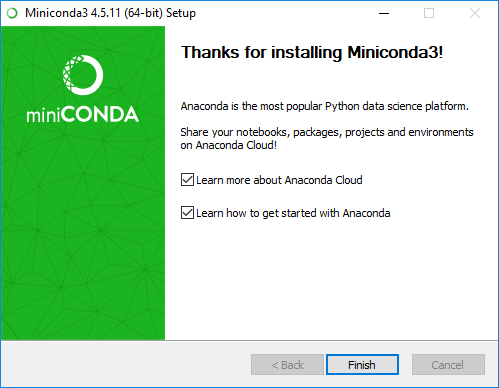 Miniconda3 4.5.11 (64-bit) Setup
Thanks for installing Miniconda3!
miniCONDA
Anaconda is the most popular Python data science platform.
Share your notebooks, packages, projects and environments
on Anaconda Cloud!
Learn more about Anaconda Cloud
Learn how to get started with Anaconda
< Back
Finish
Cancel